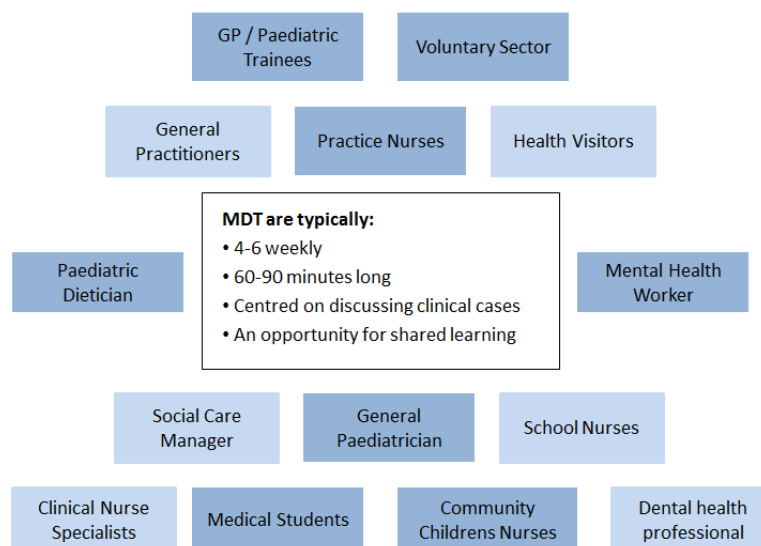 GP / Paediatric
Trainees
Voluntary Sector
General
Practitioners
Practice Nurses
Health Visitors
MDT are typically:
• 4-6 weekly
• 60-90 minutes long
• Centred on discussing clinical cases
• An opportunity for shared learning
Paediatric
Dietician
Mental Health
Worker
Social Care
Manager
General
Paediatrician
School Nurses
Clinical Nurse
Specialists
Medical Students
Community
Childrens Nurses
Dental health
professional